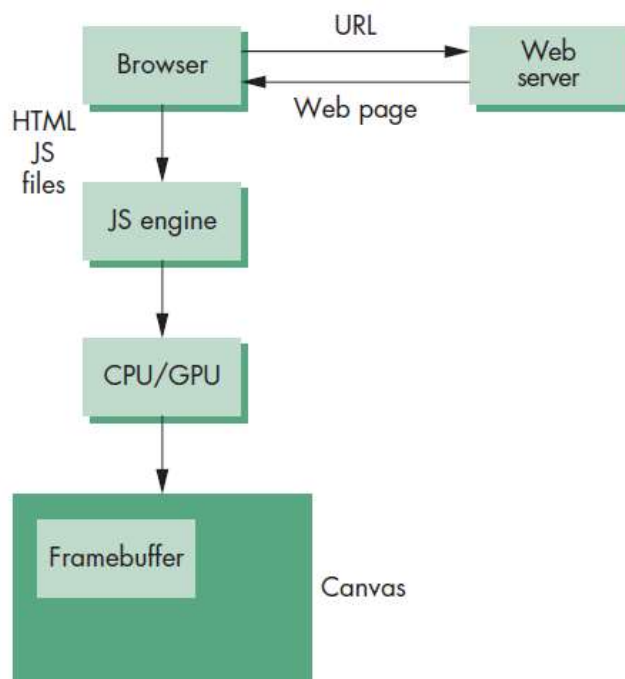 URL
Browser
Web
server
Web page
HTML
JS
files
JS engine
CPU/GPU
Framebuffer
Canvas